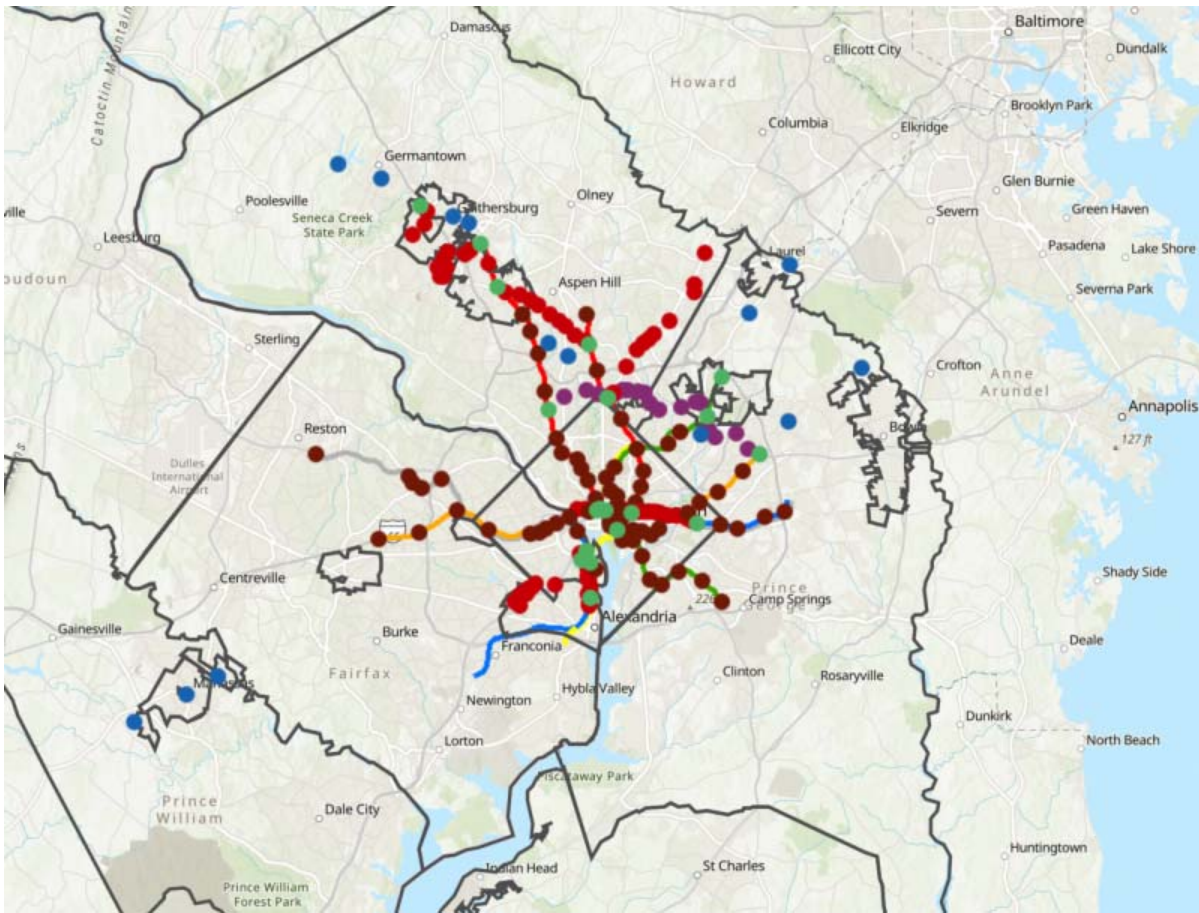 Baltimore
Damascus
Ellicott City
Dundalk
Catoctin Mountain
Howard
Brooklyn Park
Columbia
Elkridge
Germantown
Glen Burnie
Poolesville
Olney
Gaithersburg
Severn
Green Haven
ville
Seneca Creek
State Park
Leesburg
Laurel
Pasadena
Lake Shore
oudoun
Aspen Hill
Severna Park
Sterling
Crofton
Anne
Arundel
Annapolis
Reston
127 ft
Dulles
International
Airport
Centreville
Prince
George's
Shady Side
Camp Springs
Alexandria
Gainesville
Burke
Franconia
Deale
Fairfax
Clinton
Rosaryville
Newington
Hybla Valley
Dunkirk
Lorton
North Beach
Piscataway Park
Prince
William
Dale City
Huntingtown
Indian Head
St Charles
Prince William
Forest Park